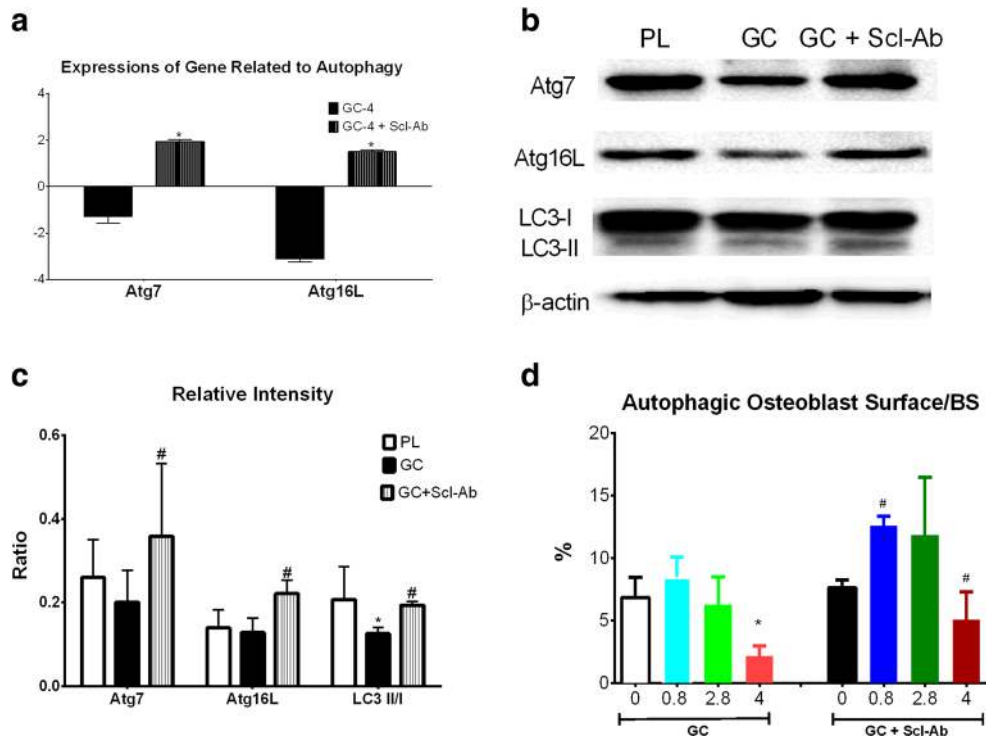 a
Expressions of Gene Related to Autophagy
4
2
0
-2
-4
GC-4
GC-4 + Scl-Ab
*
*
Atg7 Atg16L
b
PL GC GC + Scl-Ab
Atg7
Atg16L
LC3-I
LC3-II
β-actin
c
Relative Intensity
Ratio
0.6
0.4
0.2
0.0
PL
GC
GC+Scl-Ab
#
#
*
#
Atg7 Atg16L LC3 II/I
d
Autophagic Osteoblast Surface/BS
%
20
15
10
5
0
*
#
#
0 0.8 2.8 4 0 0.8 2.8 4
GC GC + Scl-Ab